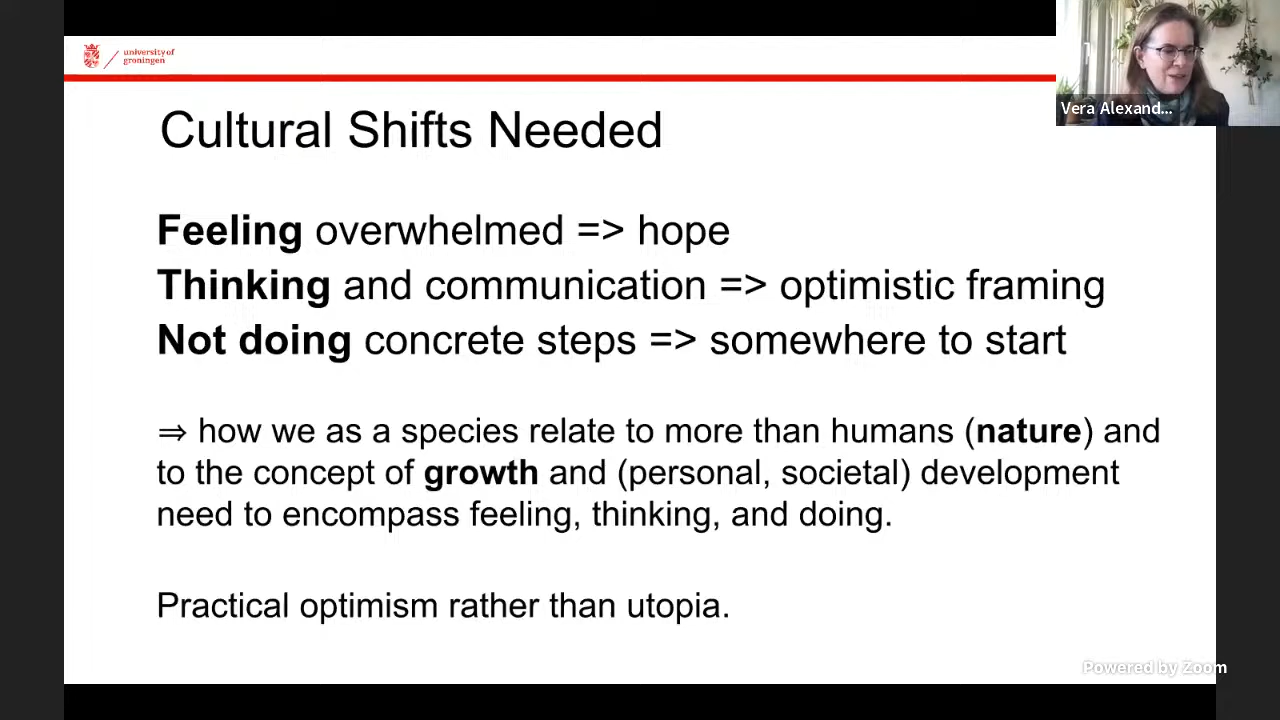 university of
groningen
Vera Alexand...
Cultural Shifts Needed
Feeling overwhelmed => hope
Thinking and communication => optimistic framing
Not doing concrete steps => somewhere to start
⇒ how we as a species relate to more than humans (nature) and
to the concept of growth and (personal, societal) development
need to encompass feeling, thinking, and doing.
Practical optimism rather than utopia.
Powered by Zoom